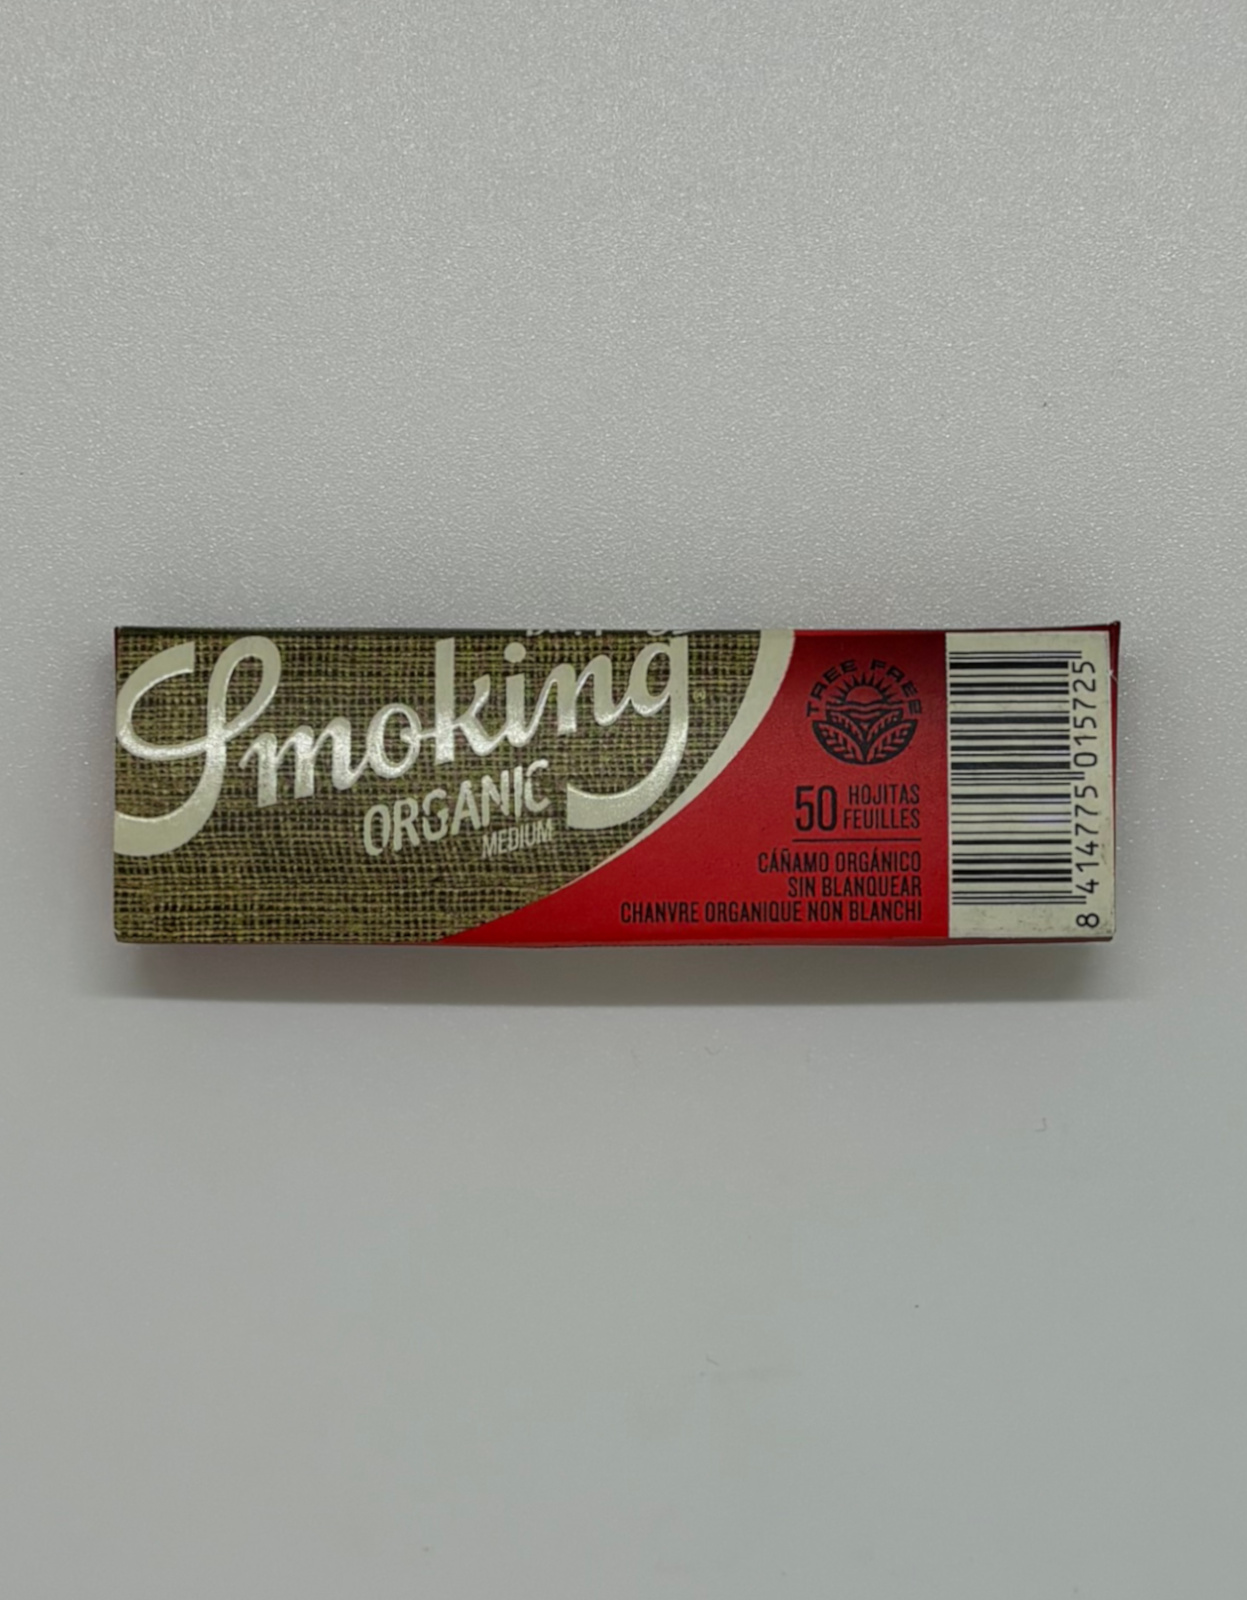 Smoking
ORGANIC
MEDIUM
TREE FREE
50 HOJITAS
FEUILLES
CÁÑAMO ORGÁNICO
SIN BLANQUEAR
CHANVRE ORGANIQUE NON BLANCHI
8 414775 015725